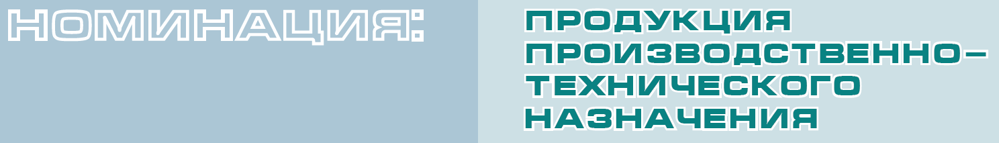 НОМИНАЦИЯ:
ПРОДУКЦИЯ
ПРОИЗВОДСТВЕННО–
ТЕХНИЧЕСКОГО
НАЗНАЧЕНИЯ